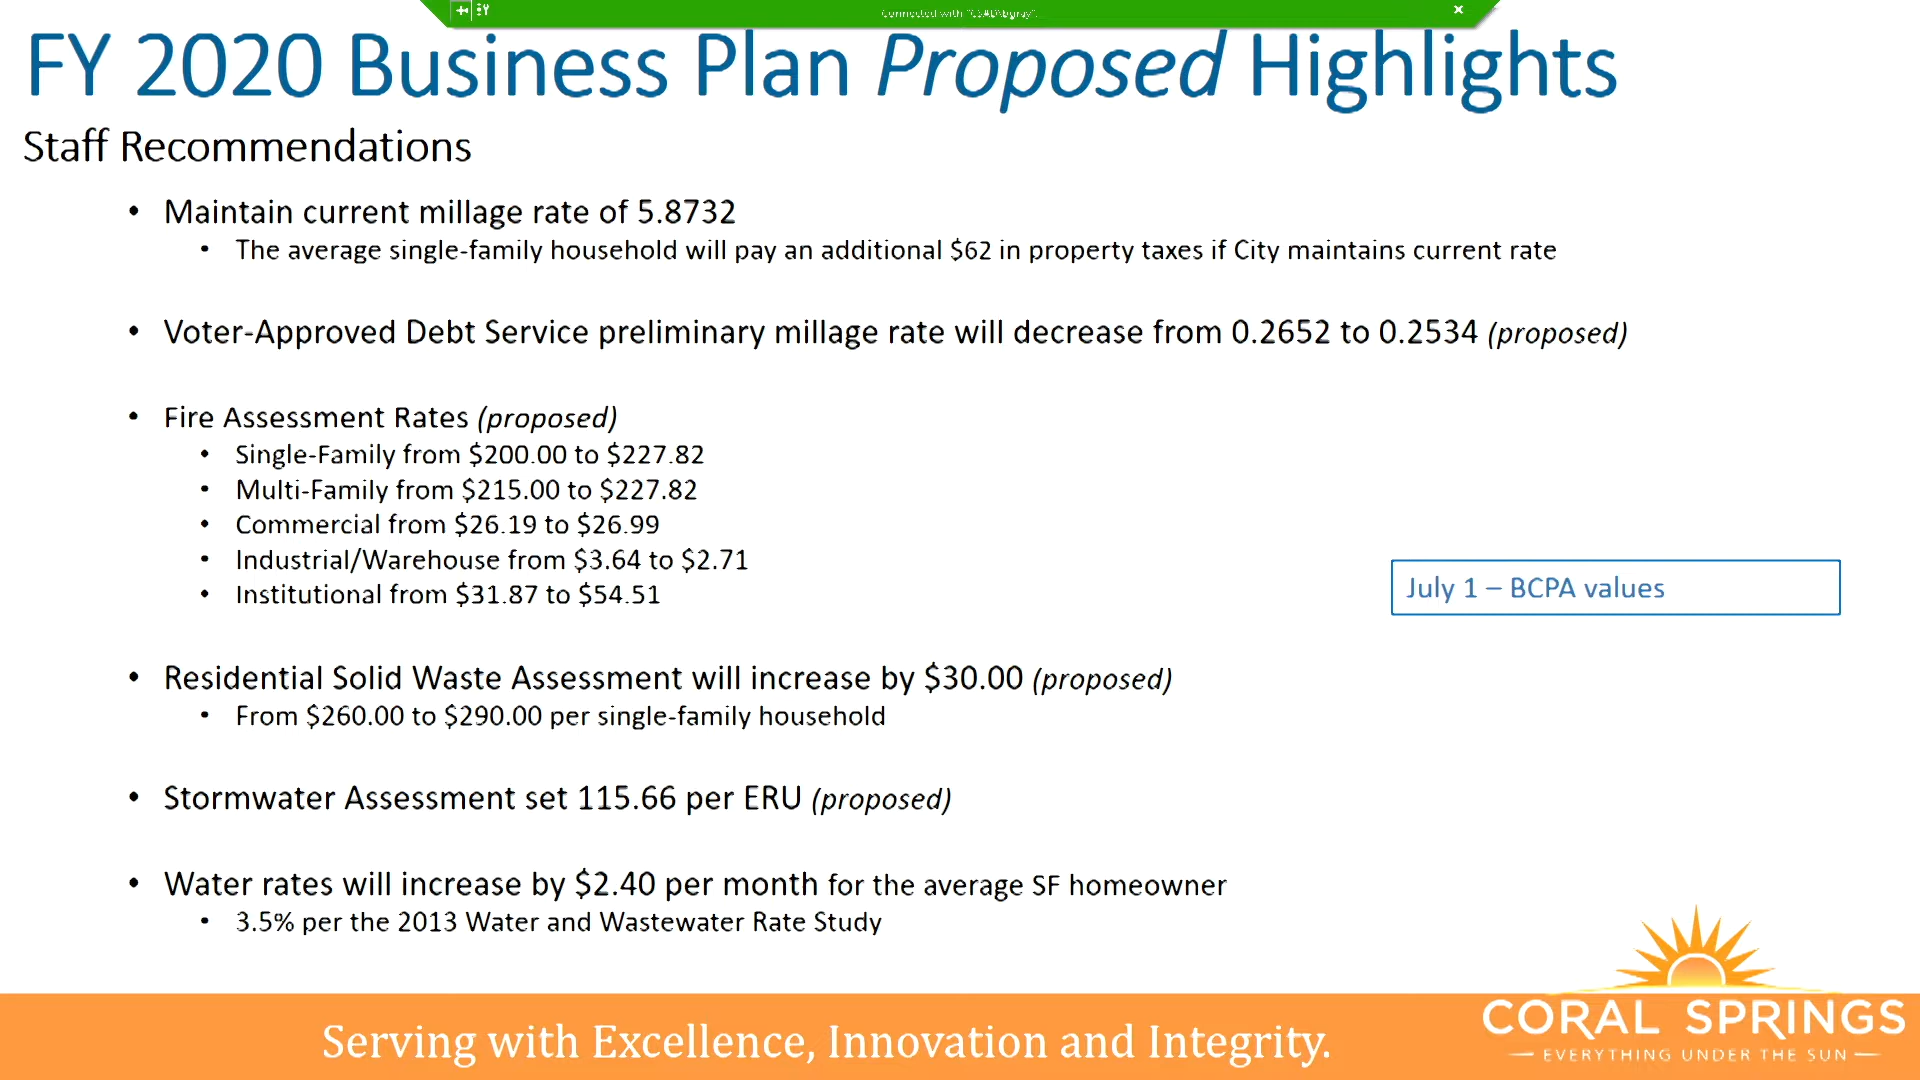 Connected with
FY 2020 Business Plan Proposed Highlights
Staff Recommendations
• Maintain current millage rate of 5.8732
• The average single-family household will pay an additional $62 in property taxes if City maintains current rate
• Voter-Approved Debt Service preliminary millage rate will decrease from 0.2652 to 0.2534 (proposed)
• Fire Assessment Rates (proposed)
• Single-Family from $200.00 to $227.82
• Multi-Family from $215.00 to $227.82
• Commercial from $26.19 to $26.99
• Industrial/Warehouse from $3.64 to $2.71
• Institutional from $31.87 to $54.51
July 1 – BCPA values
• Residential Solid Waste Assessment will increase by $30.00 (proposed)
• From $260.00 to $290.00 per single-family household
• Stormwater Assessment set 115.66 per ERU (proposed)
• Water rates will increase by $2.40 per month for the average SF homeowner
• 3.5% per the 2013 Water and Wastewater Rate Study
Serving with Excellence, Innovation and Integrity.
CORAL SPRINGS
EVERYTHING UNDER THE SUN